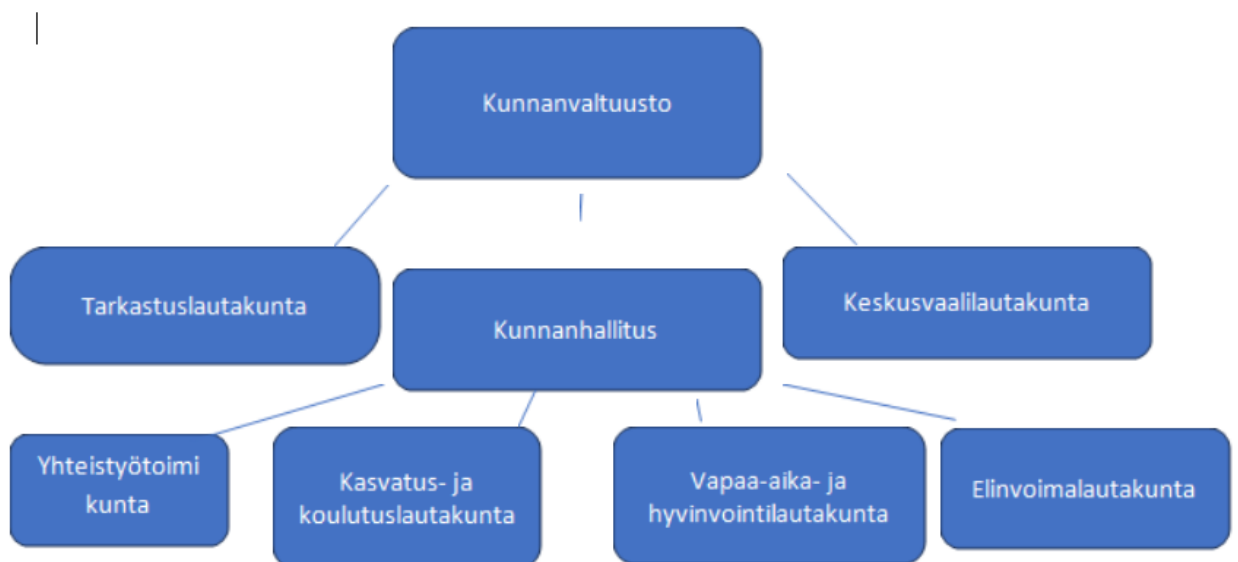 Kunnanvaltuusto
Tarkastuslautakunta
Kunnanhallitus
Keskusvaalilautakunta
Yhteistyötoimi
kunta
Kasvatus- ja
koulutuslautakunta
Vapaa-aika- ja
hyvinvointilautakunta
Elinvoimalautakunta